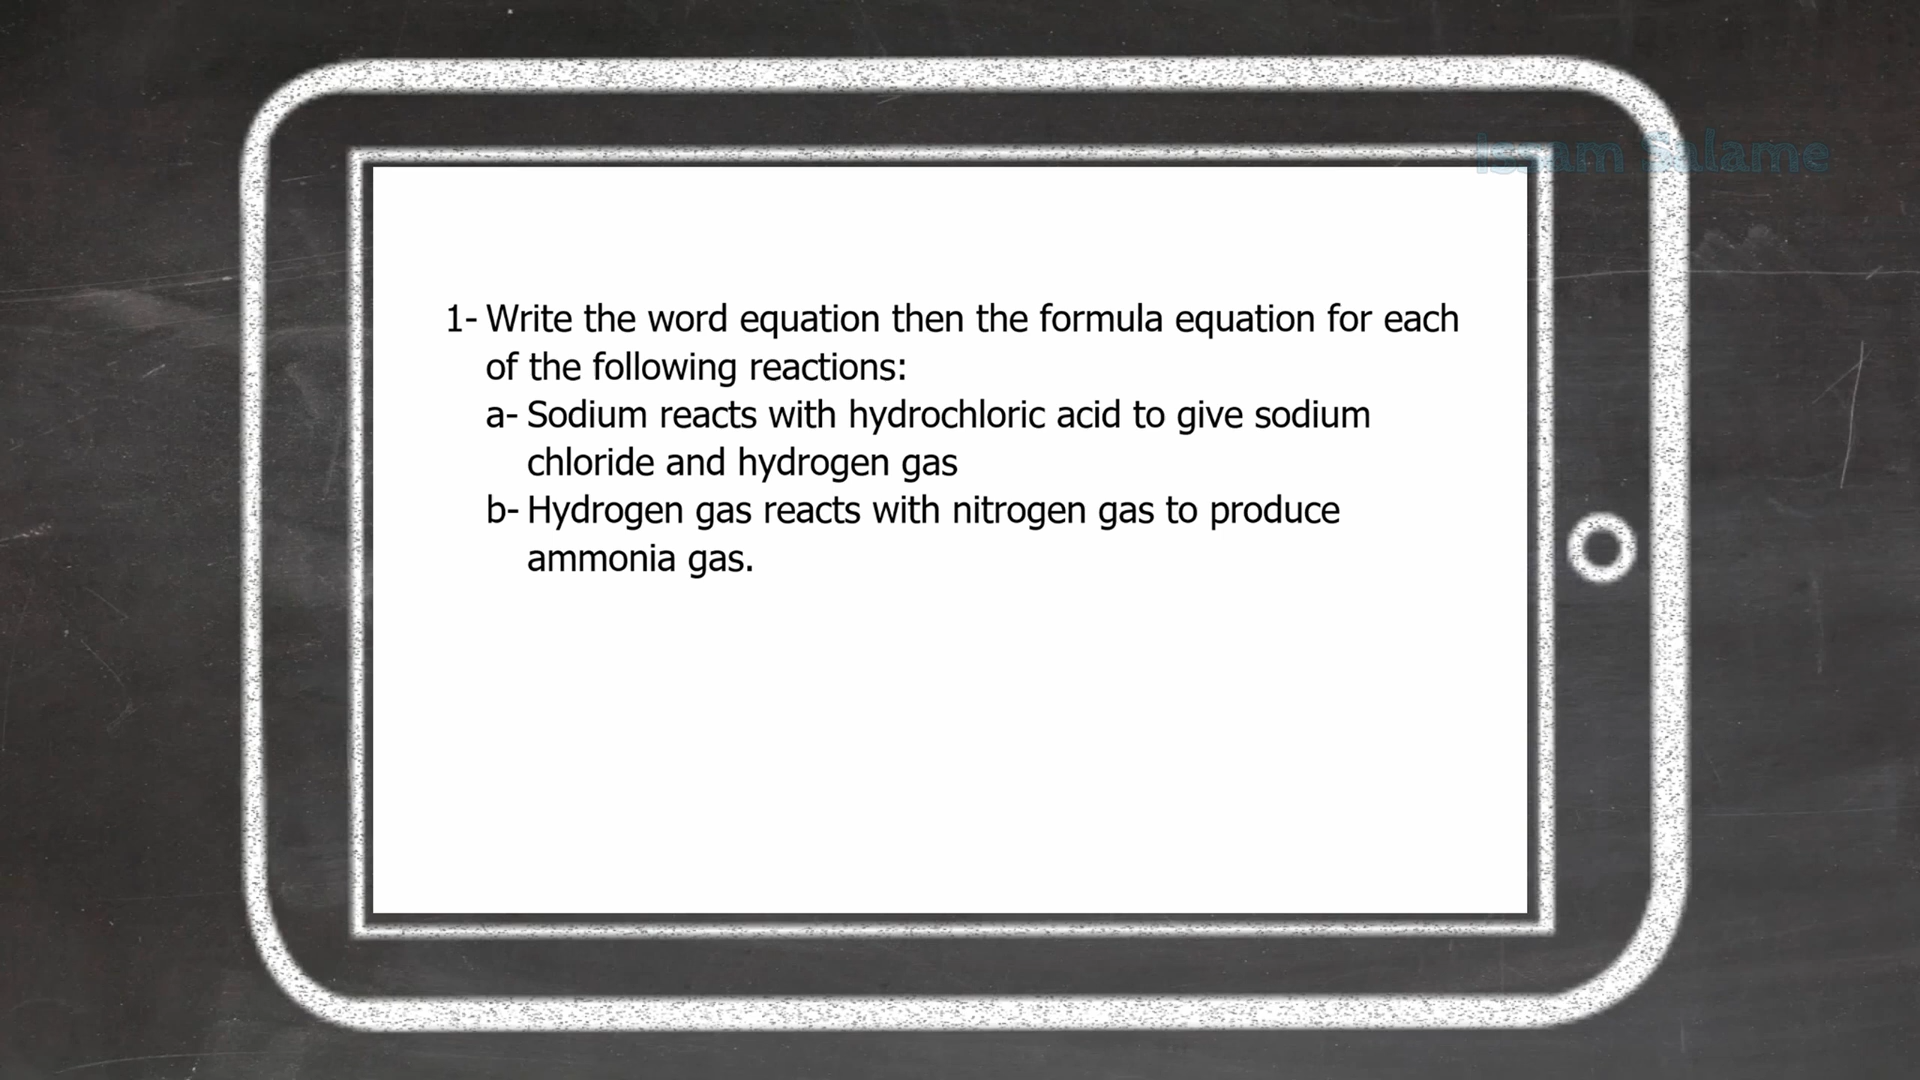 Issam Salame
1- Write the word equation then the formula equation for each
of the following reactions:
a- Sodium reacts with hydrochloric acid to give sodium
chloride and hydrogen gas
b- Hydrogen gas reacts with nitrogen gas to produce
ammonia gas.